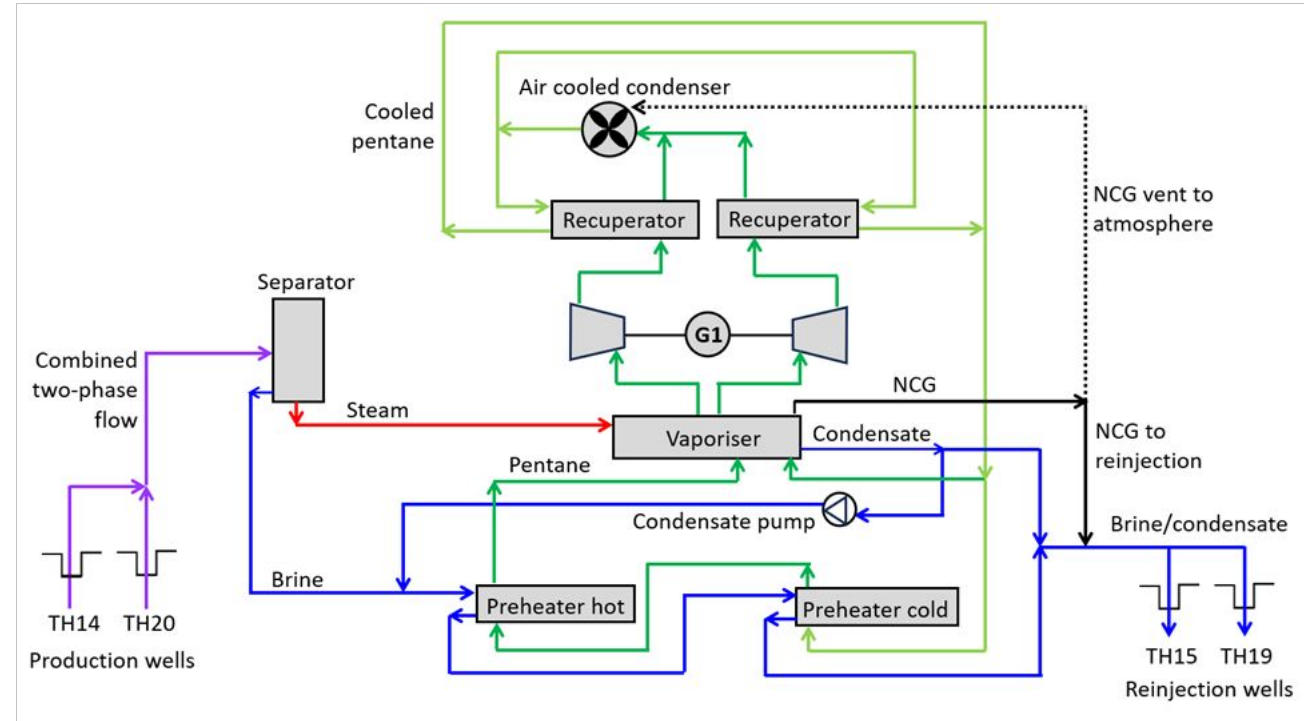 Air cooled condenser
Cooled
pentane
NCG vent to
atmosphere
Recuperator
Recuperator
Separator
G1
Combined
two-phase
flow
NCG
Steam
Vaporiser
Condensate
NCG to
reinjection
Pentane
Condensate pump
Brine/condensate
Brine
Preheater hot
Preheater cold
TH14
TH20
Production wells
TH15
TH19
Reinjection wells